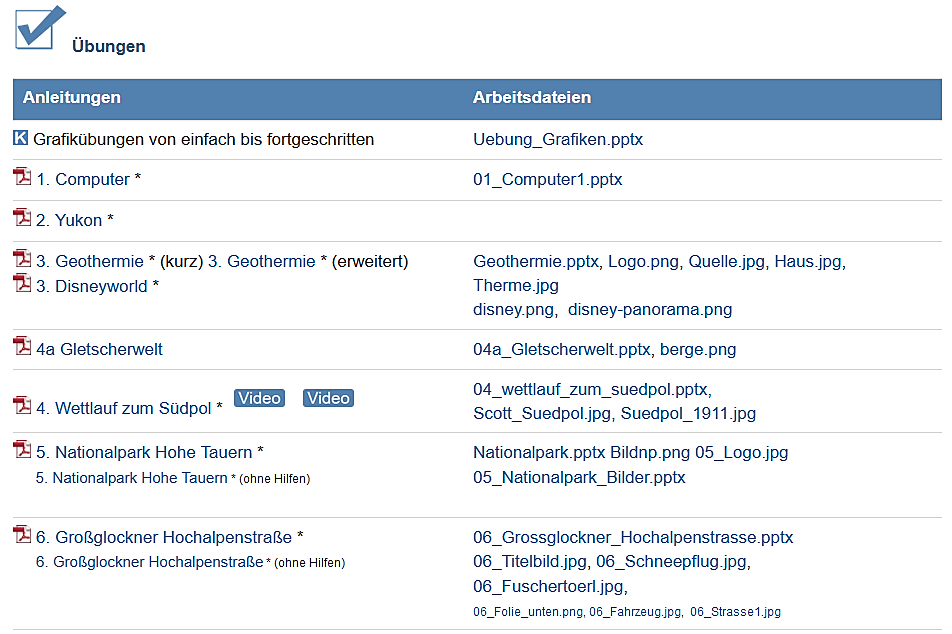 Übungen
Anleitungen Arbeitsdateien
K Grafikübungen von einfach bis fortgeschritten Uebung_Grafiken.pptx
1. Computer * 01_Computer1.pptx
2. Yukon *
3. Geothermie * (kurz) 3. Geothermie * (erweitert) Geothermie.pptx, Logo.png, Quelle.jpg, Haus.jpg,
3. Disneyworld * Therme.jpg
disney.png, disney-panorama.png
4a Gletscherwelt 04a_Gletscherwelt.pptx, berge.png
4. Wettlauf zum Südpol * Video Video 04_wettlauf_zum_suedpol.pptx,
Scott_Suedpol.jpg, Suedpol_1911.jpg
5. Nationalpark Hohe Tauern * Nationalpark.pptx Bildnp.png 05_Logo.jpg
5. Nationalpark Hohe Tauern * (ohne Hilfen) 05_Nationalpark_Bilder.pptx
6. Großglockner Hochalpenstraße * 06_Grossglockner_Hochalpenstrasse.pptx
6. Großglockner Hochalpenstraße * (ohne Hilfen) 06_Titelbild.jpg, 06_Schneepflug.jpg,
06_Fuschertoerl.jpg,
06_Folie_unten.png, 06_Fahrzeug.jpg, 06_Strasse1.jpg